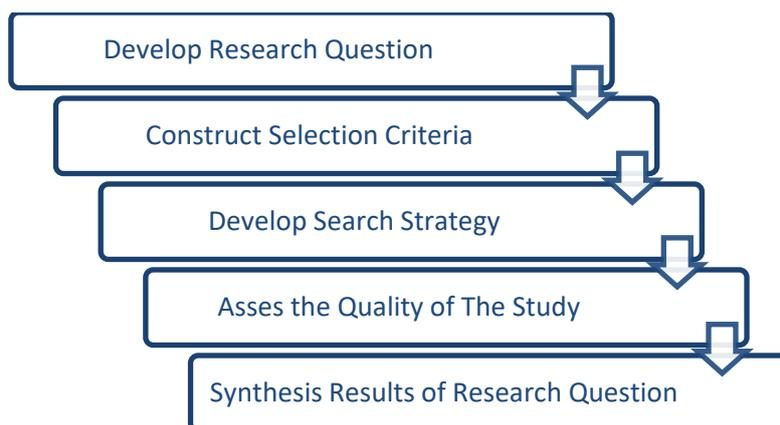 Develop Research Question
Construct Selection Criteria
Develop Search Strategy
Asses the Quality of The Study
Synthesis Results of Research Question